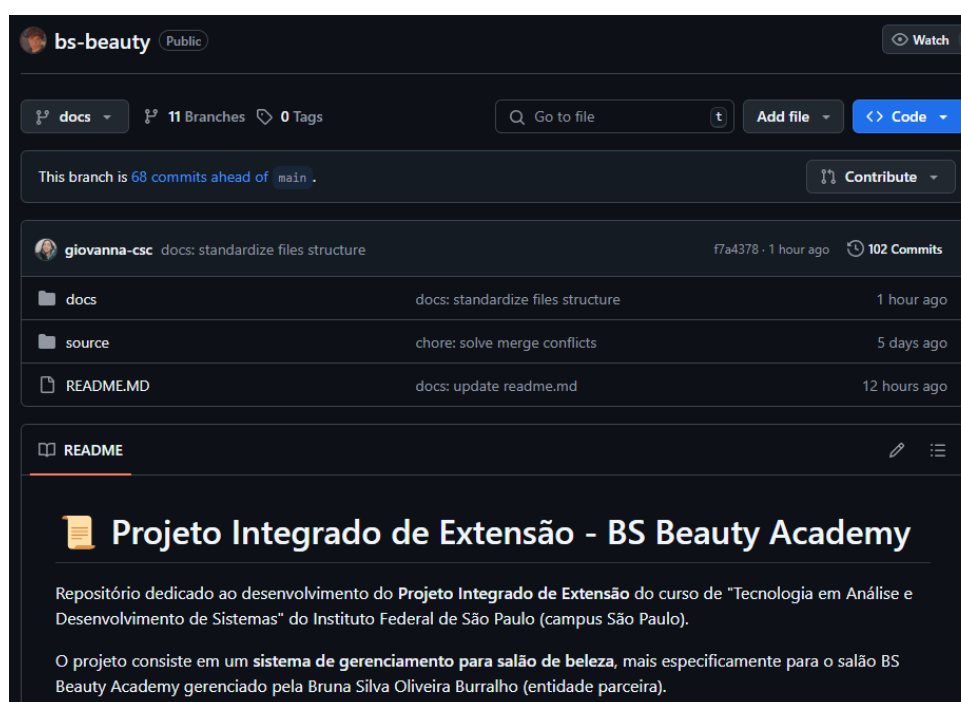 bs-beauty Public Watch
docs 11 Branches 0 Tags Go to file t Add file Code
This branch is 68 commits ahead of main . Contribute
giovanna-csc docs: standardize files structure f7a4378 · 1 hour ago 102 Commits
docs docs: standardize files structure 1 hour ago
source chore: solve merge conflicts 5 days ago
README.MD docs: update readme.md 12 hours ago
README
Projeto Integrado de Extensão - BS Beauty Academy
Repositório dedicado ao desenvolvimento do Projeto Integrado de Extensão do curso de "Tecnologia em Análise e
Desenvolvimento de Sistemas" do Instituto Federal de São Paulo (campus São Paulo).
O projeto consiste em um sistema de gerenciamento para salão de beleza, mais especificamente para o salão BS
Beauty Academy gerenciado pela Bruna Silva Oliveira Burralho (entidade parceira).